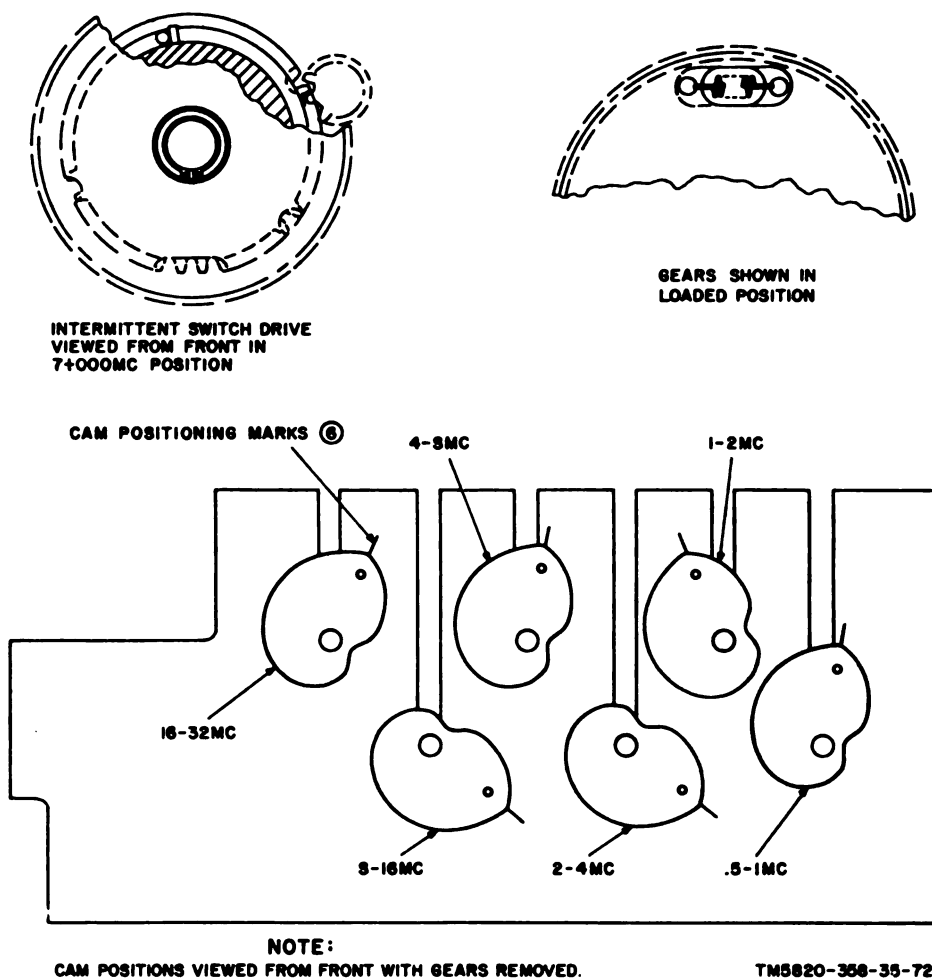 INTERMITTENT SWITCH DRIVE
VIEWED FROM FRONT IN
7+000MC POSITION
GEARS SHOWN IN
LOADED POSITION
CAM POSITIONING MARKS ⑥
4-8MC
1-2MC
16-32MC
8-16MC
2-4MC
.5-1MC
NOTE:
CAM POSITIONS VIEWED FROM FRONT WITH GEARS REMOVED.
TM5820-358-35-72